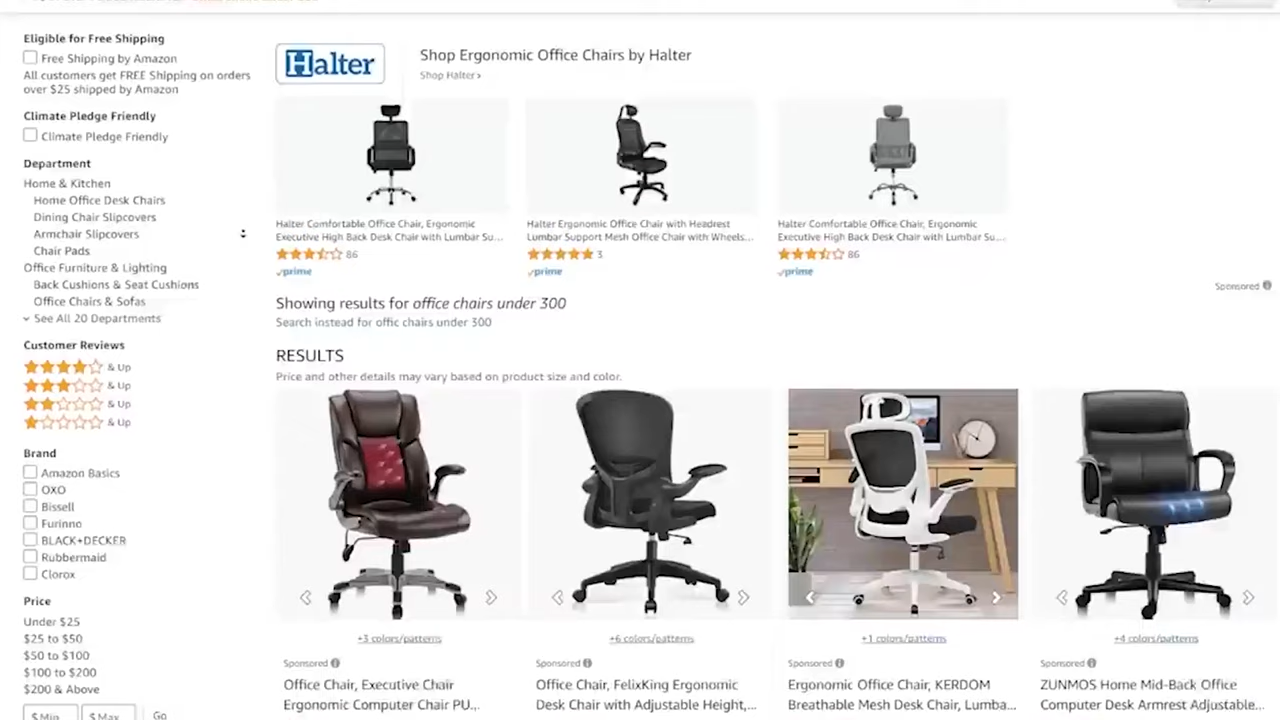 Eligible for Free Shipping
Free Shipping by Amazon
All customers get FREE Shipping on orders
over $25 shipped by Amazon
Climate Pledge Friendly
Climate Pledge Friendly
Department
Home & Kitchen
Home Office Desk Chairs
Dining Chair Slipcovers
Armchair Slipcovers
Chair Pads
Office Furniture & Lighting
Back Cushions & Seat Cushions
Office Chairs & Sofas
See All 20 Departments
Customer Reviews
& Up
& Up
& Up
& Up
Brand
Amazon Basics
OXO
Bissell
Furinno
BLACK+DECKER
Rubbermaid
Clorox
Price
Under $25
$25 to $50
$50 to $100
$100 to $200
$200 & Above
$ Min $ Max Go
Halter
Shop Ergonomic Office Chairs by Halter
Shop Halter ›
Halter Comfortable Office Chair, Ergonomic
Executive High Back Desk Chair with Lumbar Su...
86
prime
Halter Ergonomic Office Chair with Headrest
Lumbar Support Mesh Office Chair with Wheels...
3
prime
Halter Comfortable Office Chair, Ergonomic
Executive High Back Desk Chair with Lumbar Su...
86
prime
Sponsored
Showing results for office chairs under 300
Search instead for offic chairs under 300
RESULTS
Price and other details may vary based on product size and color.
+3 colors/patterns
Sponsored
Office Chair, Executive Chair
Ergonomic Computer Chair PU...
+6 colors/patterns
Sponsored
Office Chair, FelixKing Ergonomic
Desk Chair with Adjustable Height,...
+1 colors/patterns
Sponsored
Ergonomic Office Chair, KERDOM
Breathable Mesh Desk Chair, Lumba...
+4 colors/patterns
Sponsored
ZUNMOS Home Mid-Back Office
Computer Desk Armrest Adjustable...